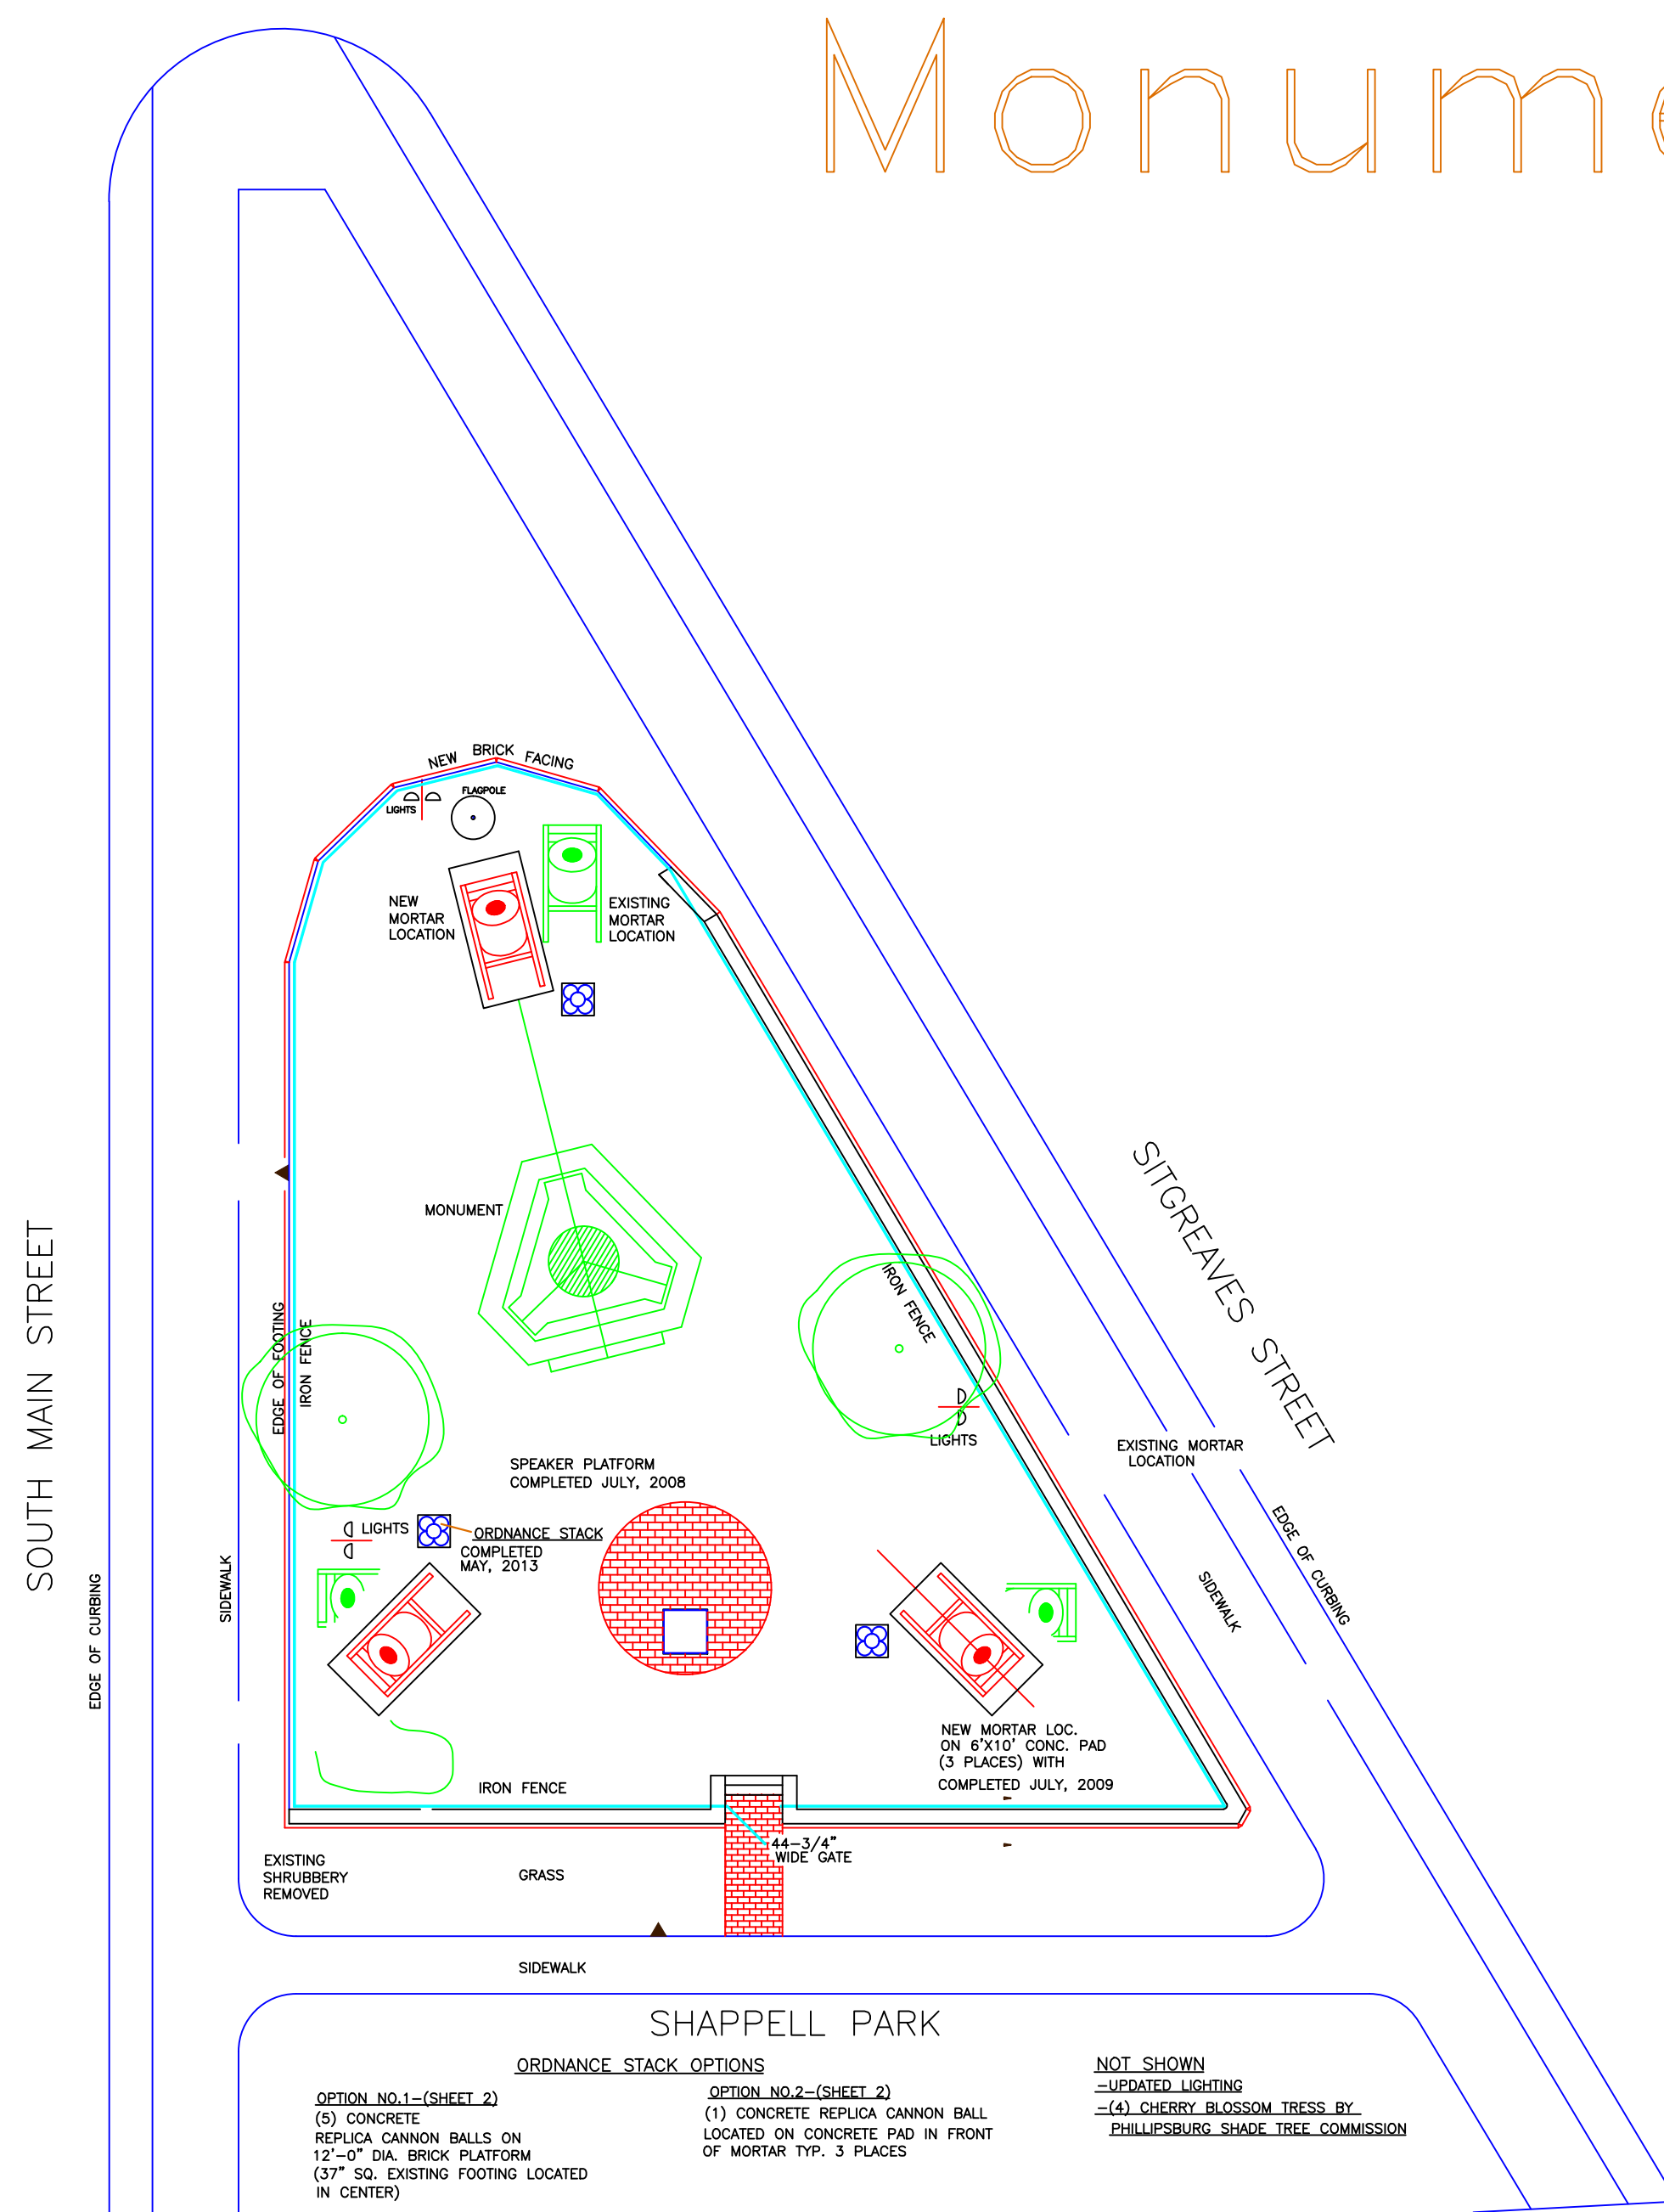 Monume
NEW BRICK FACING
LIGHTS
FLAGPOLE
NEW
MORTAR
LOCATION
EXISTING
MORTAR
LOCATION
MONUMENT
SITGREAVES STREET
SOUTH MAIN STREET
EDGE OF FOOTING
IRON FENCE
IRON FENCE
LIGHTS
EXISTING MORTAR
LOCATION
SPEAKER PLATFORM
COMPLETED JULY, 2008
LIGHTS
ORDNANCE STACK
COMPLETED
MAY, 2013
EDGE OF CURBING
SIDEWALK
SIDEWALK
EDGE OF CURBING
NEW MORTAR LOC.
ON 6'X10' CONC. PAD
(3 PLACES) WITH
COMPLETED JULY, 2009
IRON FENCE
44-3/4"
WIDE GATE
EXISTING
SHRUBBERY
REMOVED
GRASS
SIDEWALK
SHAPPELL PARK
ORDNANCE STACK OPTIONS
OPTION NO.1-(SHEET 2)
(5) CONCRETE
REPLICA CANNON BALLS ON
12'-0" DIA. BRICK PLATFORM
(37" SQ. EXISTING FOOTING LOCATED
IN CENTER)
OPTION NO.2-(SHEET 2)
(1) CONCRETE REPLICA CANNON BALL
LOCATED ON CONCRETE PAD IN FRONT
OF MORTAR TYP. 3 PLACES
NOT SHOWN
-UPDATED LIGHTING
-(4) CHERRY BLOSSOM TRESS BY
PHILLIPSBURG SHADE TREE COMMISSION